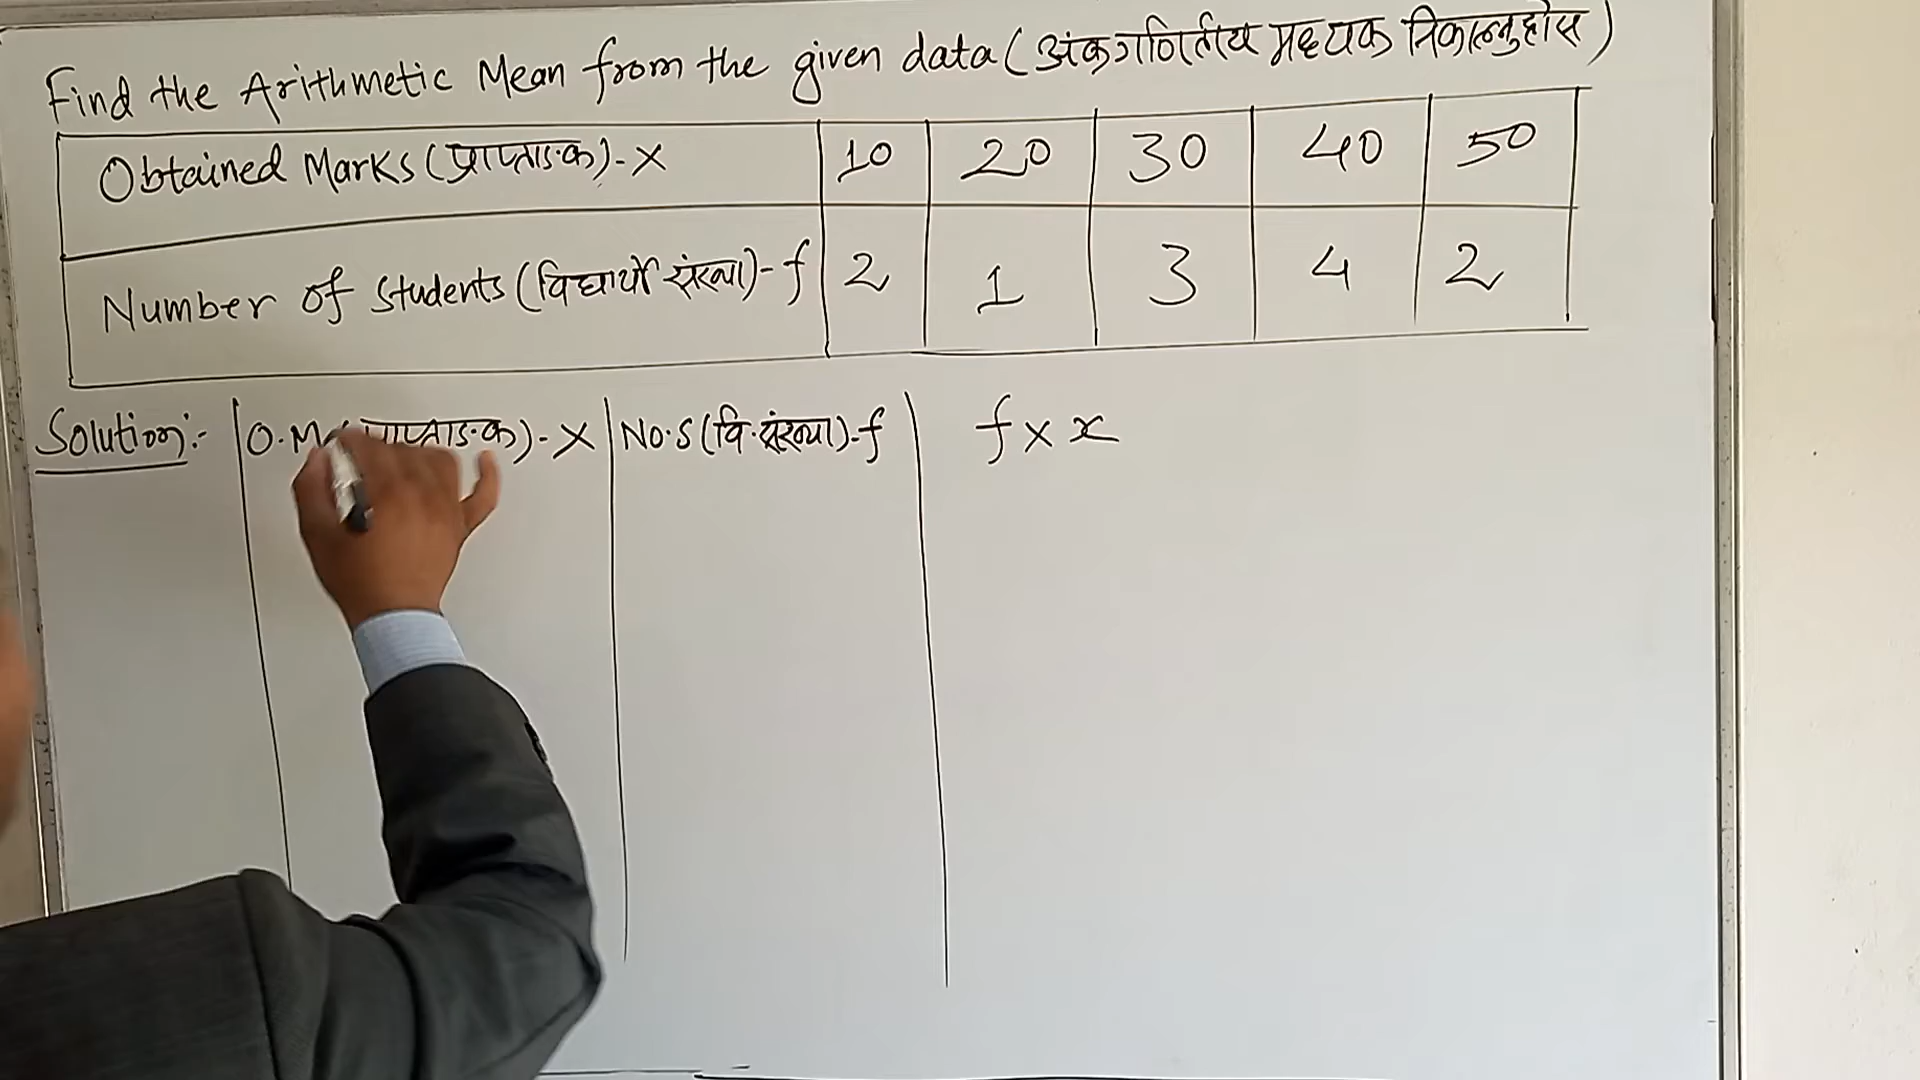 Find the Arithmetic Mean from the given data (अंकगणितीय मध्यक निकाल्नुहोस)
Obtained Marks (प्राप्ताङ्क) - X 10 20 30 40 50
Number of Students (विद्यार्थी संख्या) - f 2 1 3 4 2
Solution:- O.M( प्राप्ताङ्क) - X No.S (वि.संख्या) - f f x x